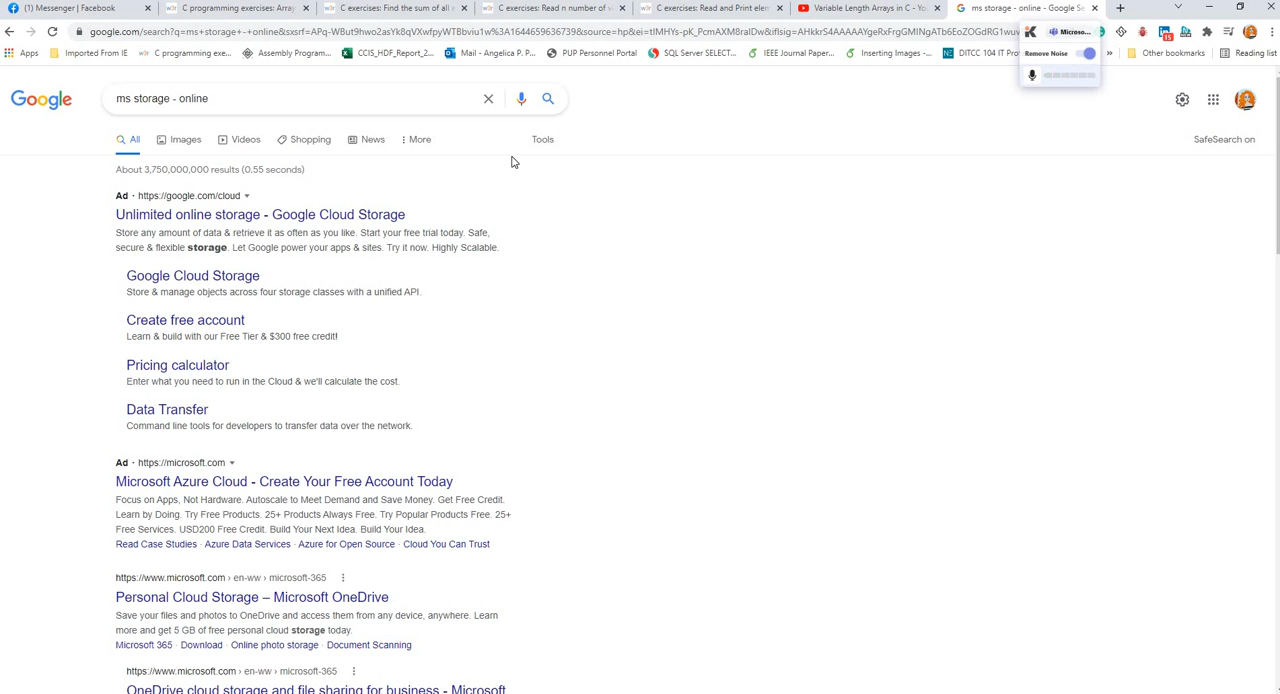 (1) Messenger | Facebook
C programming exercises: Arra
C exercises: Find the sum of all e
C exercises: Read n number of v
C exercises: Read and Print elem
Variable Length Arrays in C - Yo
ms storage - online - Google Se
google.com/search?q=ms+storage+-+online&sxsrf=
Microso...
Apps
Imported From IE
C programming exe...
Assembly Program...
CCIS_HDF_Report_2...
Mail - Angelica P. P...
PUP Personnel Portal
SQL Server SELECT...
IEEE Journal Paper...
Inserting Images -...
DITCC 104 IT Pro
Remove Noise
»
Other bookmarks
Reading list
15
Google
ms storage - online
All
Images
Videos
Shopping
News
More
Tools
SafeSearch on
About 3,750,000,000 results (0.55 seconds)
Ad · https://google.com/cloud
Unlimited online storage - Google Cloud Storage
Store any amount of data & retrieve it as often as you like. Start your free trial today. Safe,
secure & flexible storage. Let Google power your apps & sites. Try it now. Highly Scalable.
Google Cloud Storage
Store & manage objects across four storage classes with a unified API.
Create free account
Learn & build with our Free Tier & $300 free credit!
Pricing calculator
Enter what you need to run in the Cloud & we'll calculate the cost.
Data Transfer
Command line tools for developers to transfer data over the network.
Ad · https://microsoft.com
Microsoft Azure Cloud - Create Your Free Account Today
Focus on Apps, Not Hardware. Autoscale to Meet Demand and Save Money. Get Free Credit.
Learn by Doing. Try Free Products. 25+ Products Always Free. Try Popular Products Free. 25+
Free Services. USD200 Free Credit. Build Your Next Idea. Build Your Idea.
Read Case Studies · Azure Data Services · Azure for Open Source · Cloud You Can Trust
https://www.microsoft.com › en-ww › microsoft-365
Personal Cloud Storage – Microsoft OneDrive
Save your files and photos to OneDrive and access them from any device, anywhere. Learn
more and get 5 GB of free personal cloud storage today.
Microsoft 365 · Download · Online photo storage · Document Scanning
https://www.microsoft.com › en-ww › microsoft-365
OneDrive cloud storage and file sharing for business - Microsoft